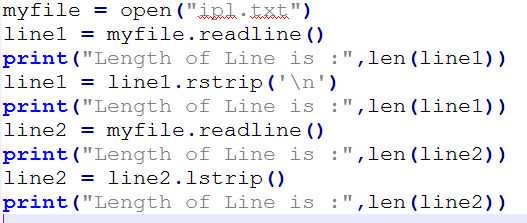 myfile = open("ipl.txt")
line1 = myfile.readline()
print("Length of Line is :",len(line1))
line1 = line1.rstrip('\n')
print("Length of Line is :",len(line1))
line2 = myfile.readline()
print("Length of Line is :",len(line2))
line2 = line2.lstrip()
print("Length of Line is :",len(line2))